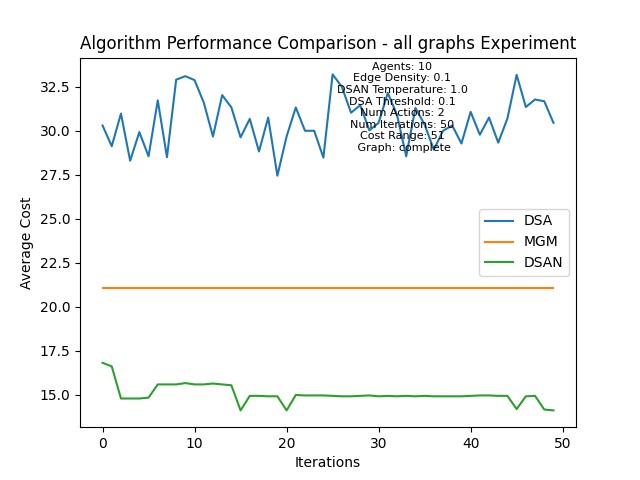 Algorithm Performance Comparison - all graphs Experiment
Agents: 10
Edge Density: 0.1
DSAN Temperature: 1.0
DSA Threshold: 0.1
Num Actions: 2
Num Iterations: 50
Cost Range: 51
Graph: complete
32.5
30.0
27.5
25.0
22.5
20.0
17.5
15.0
Average Cost
DSA
MGM
DSAN
0 10 20 30 40 50
Iterations